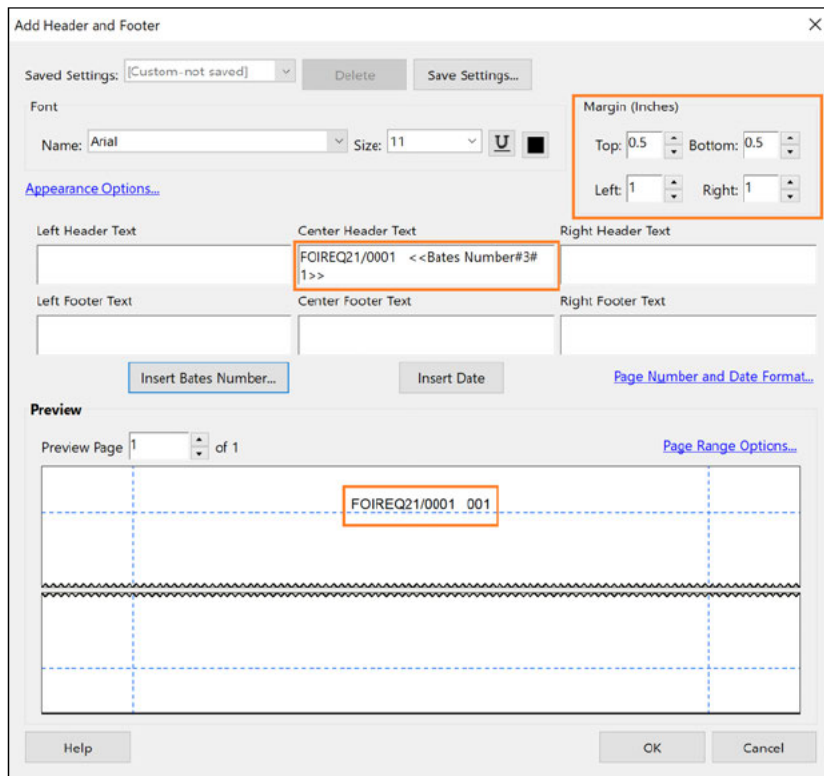 Add Header and Footer
Saved Settings: [Custom-not saved] Delete Save Settings...
Font
Name: Arial Size: 11 U
Margin (Inches)
Top: 0.5 Bottom: 0.5
Left: 1 Right: 1
Appearance Options...
Left Header Text Center Header Text Right Header Text
FOIREQ21/0001 <<Bates Number#3#
1>>
Left Footer Text Center Footer Text Right Footer Text
Insert Bates Number... Insert Date Page Number and Date Format...
Preview
Preview Page 1 of 1 Page Range Options...
FOIREQ21/0001 001
Help OK Cancel